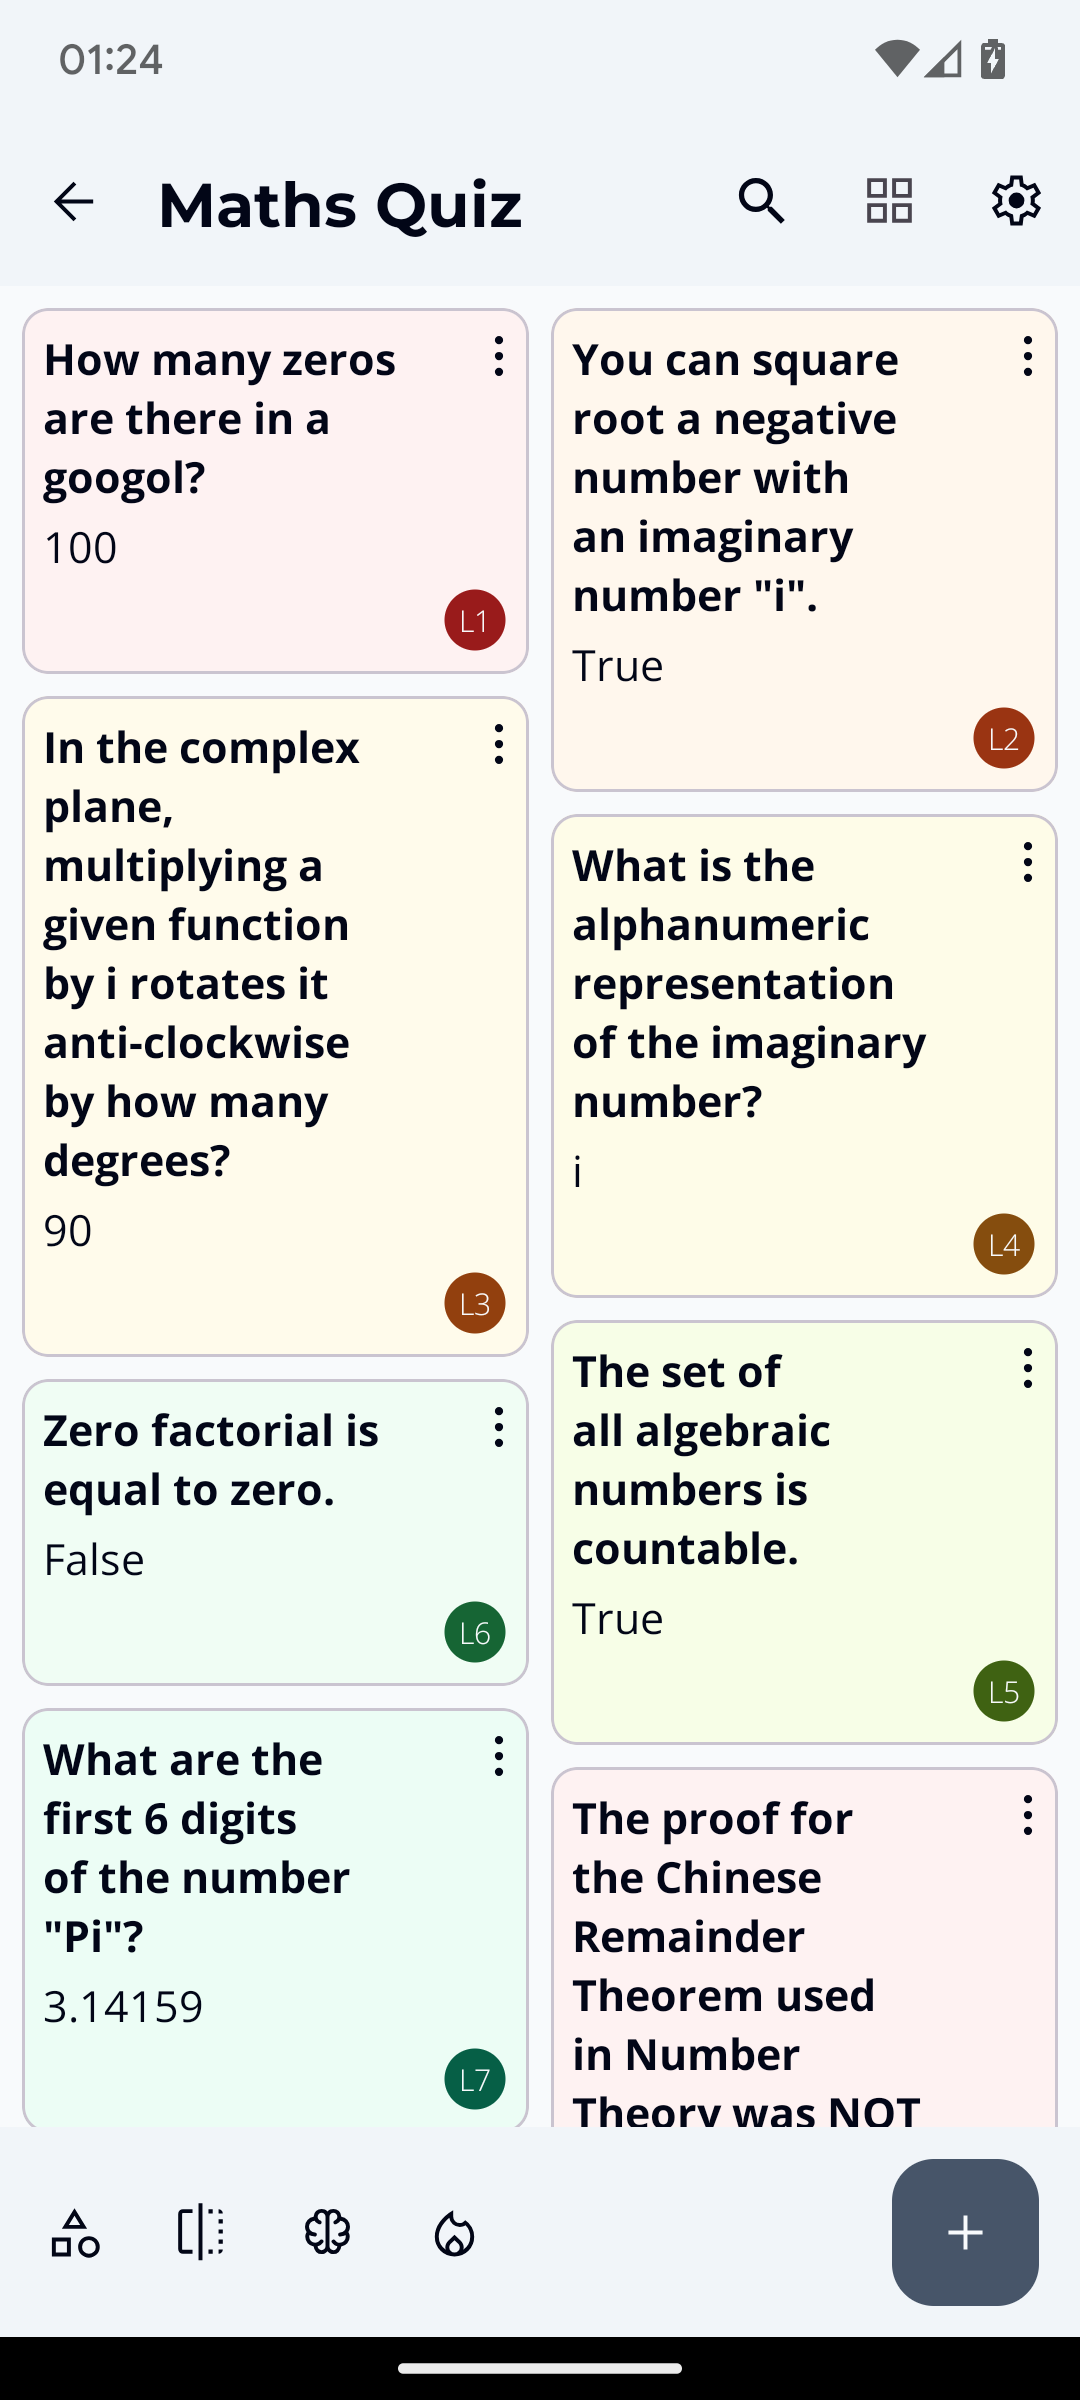 01:24
Maths Quiz
How many zeros
are there in a
googol?
100
L1
You can square
root a negative
number with
an imaginary
number "i".
True
L2
In the complex
plane,
multiplying a
given function
by i rotates it
anti-clockwise
by how many
degrees?
90
L3
What is the
alphanumeric
representation
of the imaginary
number?
i
L4
Zero factorial is
equal to zero.
False
L6
The set of
all algebraic
numbers is
countable.
True
L5
What are the
first 6 digits
of the number
"Pi"?
3.14159
L7
The proof for
the Chinese
Remainder
Theorem used
in Number
Theory was NOT